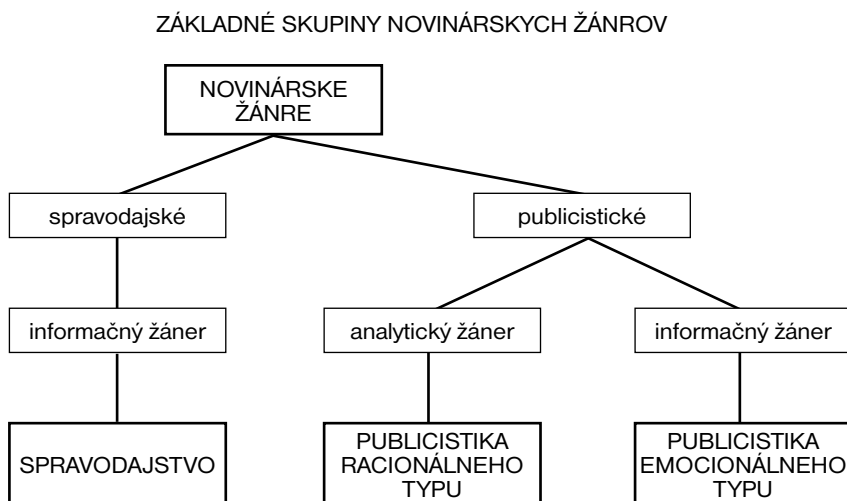 ZÁKLADNÉ SKUPINY NOVINÁRSKYCH ŽÁNROV
NOVINÁRSKE
ŽÁNRE
spravodajské
publicistické
informačný žáner
analytický žáner
informačný žáner
SPRAVODAJSTVO
PUBLICISTIKA
RACIONÁLNEHO
TYPU
PUBLICISTIKA
EMOCIONÁLNEHO
TYPU